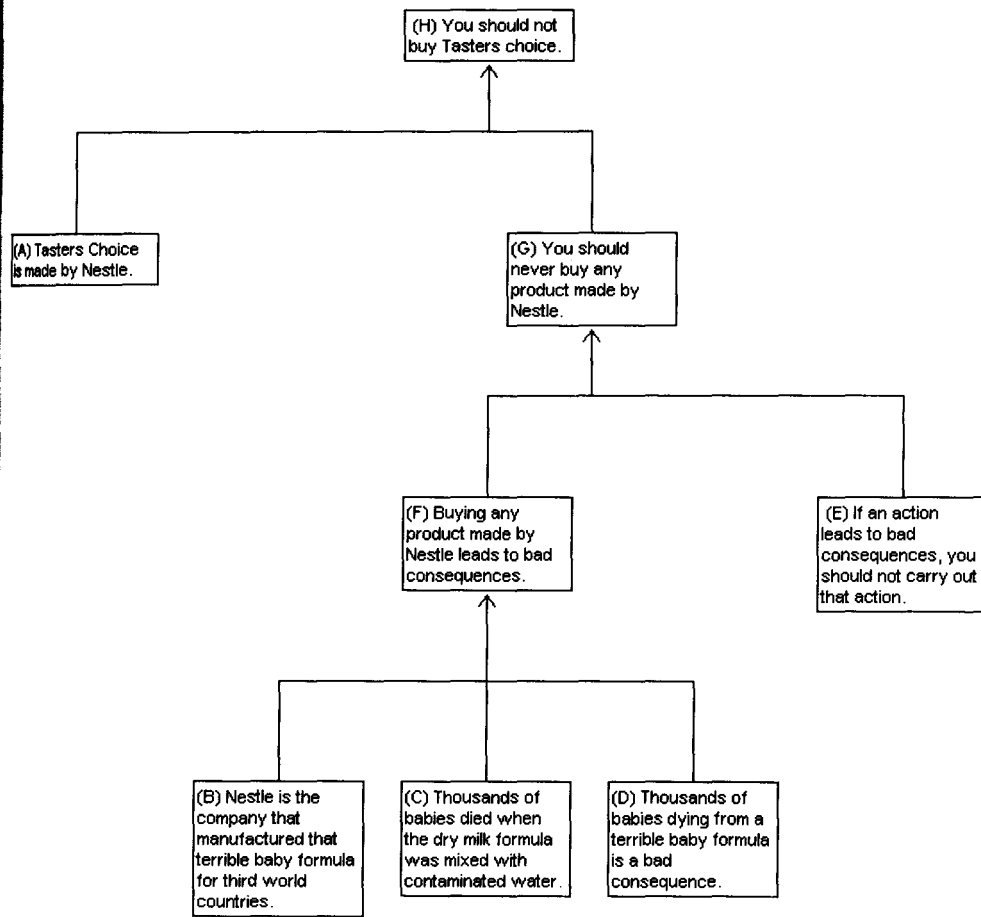 (H) You should not
buy Tasters choice.
(A) Tasters Choice
is made by Nestle.
(G) You should
never buy any
product made by
Nestle.
(F) Buying any
product made by
Nestle leads to bad
consequences.
(E) If an action
leads to bad
consequences, you
should not carry out
that action.
(B) Nestle is the
company that
manufactured that
terrible baby formula
for third world
countries.
(C) Thousands of
babies died when
the dry milk formula
was mixed with
contaminated water.
(D) Thousands of
babies dying from a
terrible baby formula
is a bad
consequence.